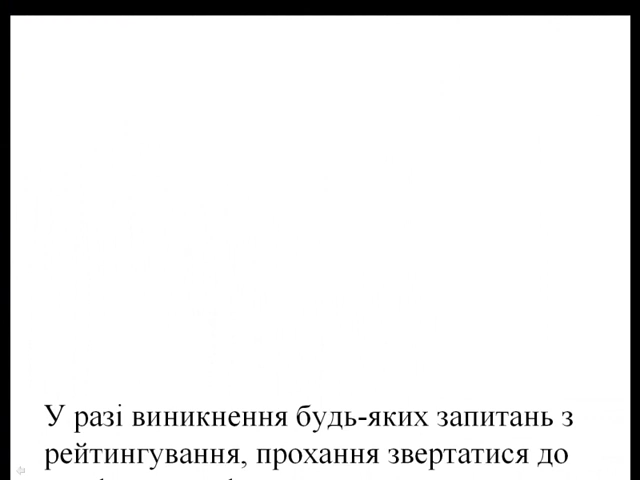 У разі виникнення будь-яких запитань з
рейтингування, прохання звертатися до